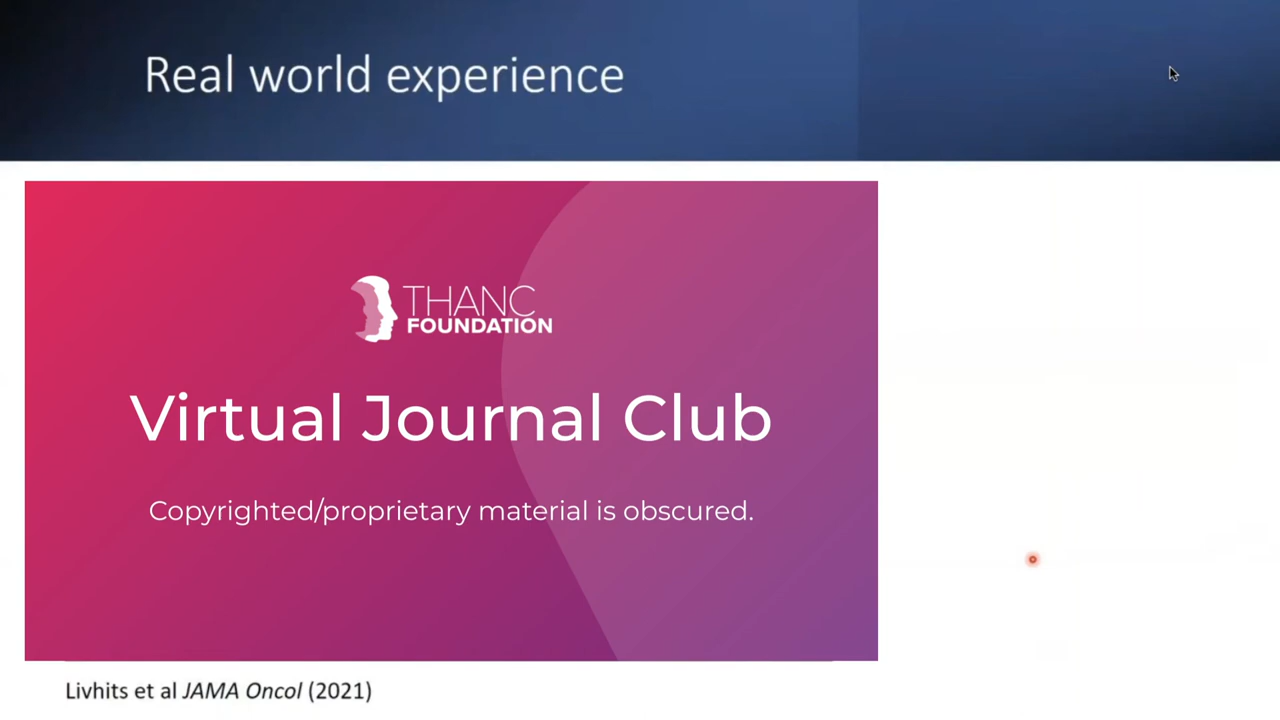 Real world experience
THANC
FOUNDATION
Virtual Journal Club
Copyrighted/proprietary material is obscured.
Livhits et al JAMA Oncol (2021)